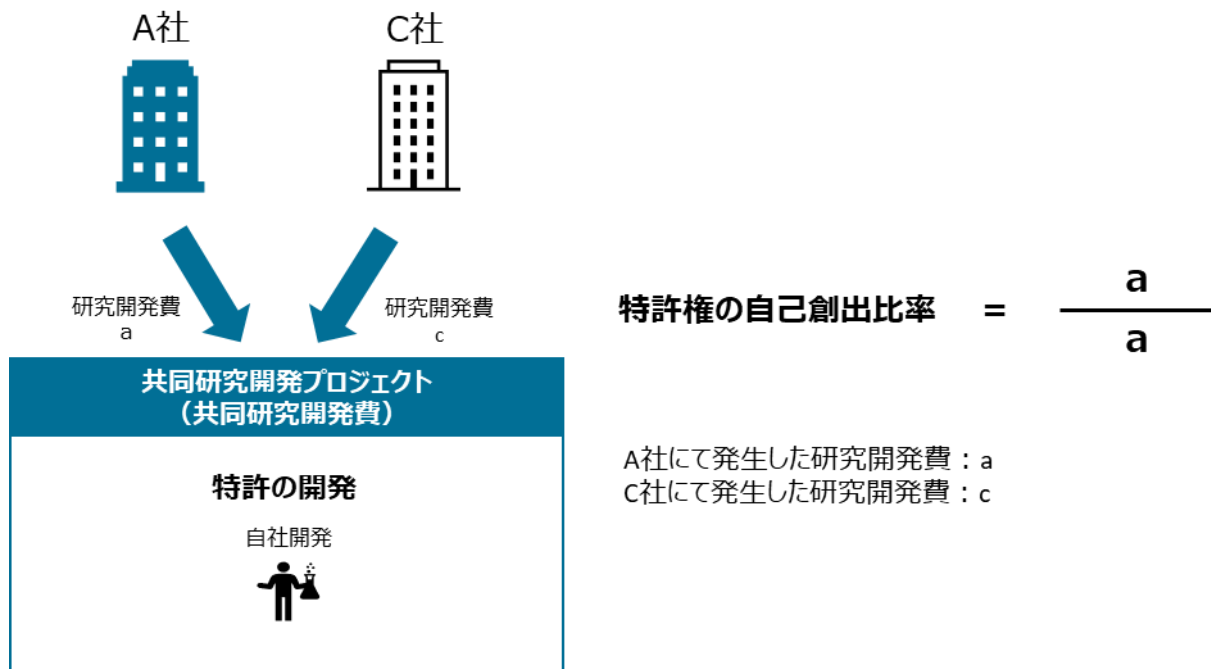 A社
C社
研究開発費
a
研究開発費
c
共同研究開発プロジェクト
（共同研究開発費）
特許の開発
自社開発
特許権の自己創出比率 = a
a
A社にて発生した研究開発費：a
C社にて発生した研究開発費：c